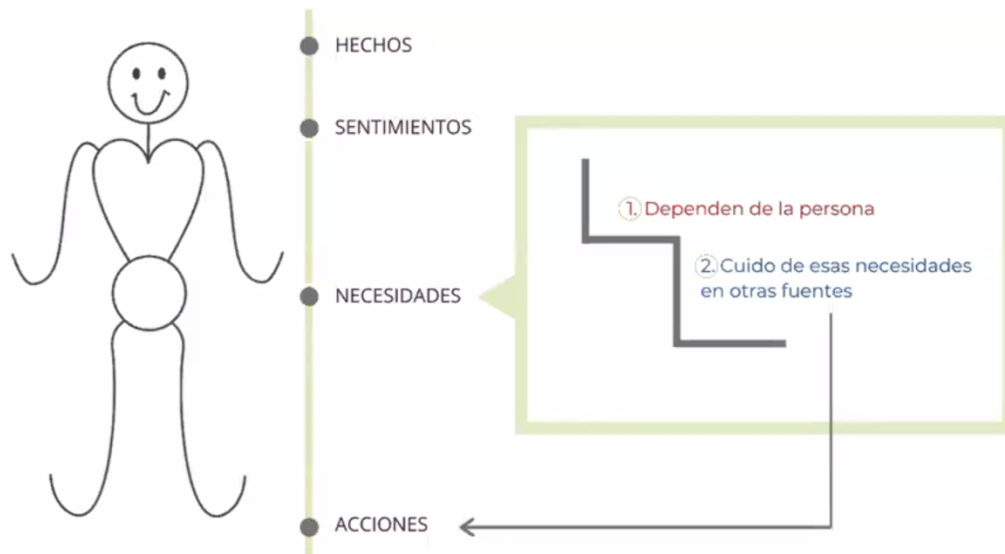 HECHOS
SENTIMIENTOS
NECESIDADES
1. Dependen de la persona
2. Cuido de esas necesidades
en otras fuentes
ACCIONES